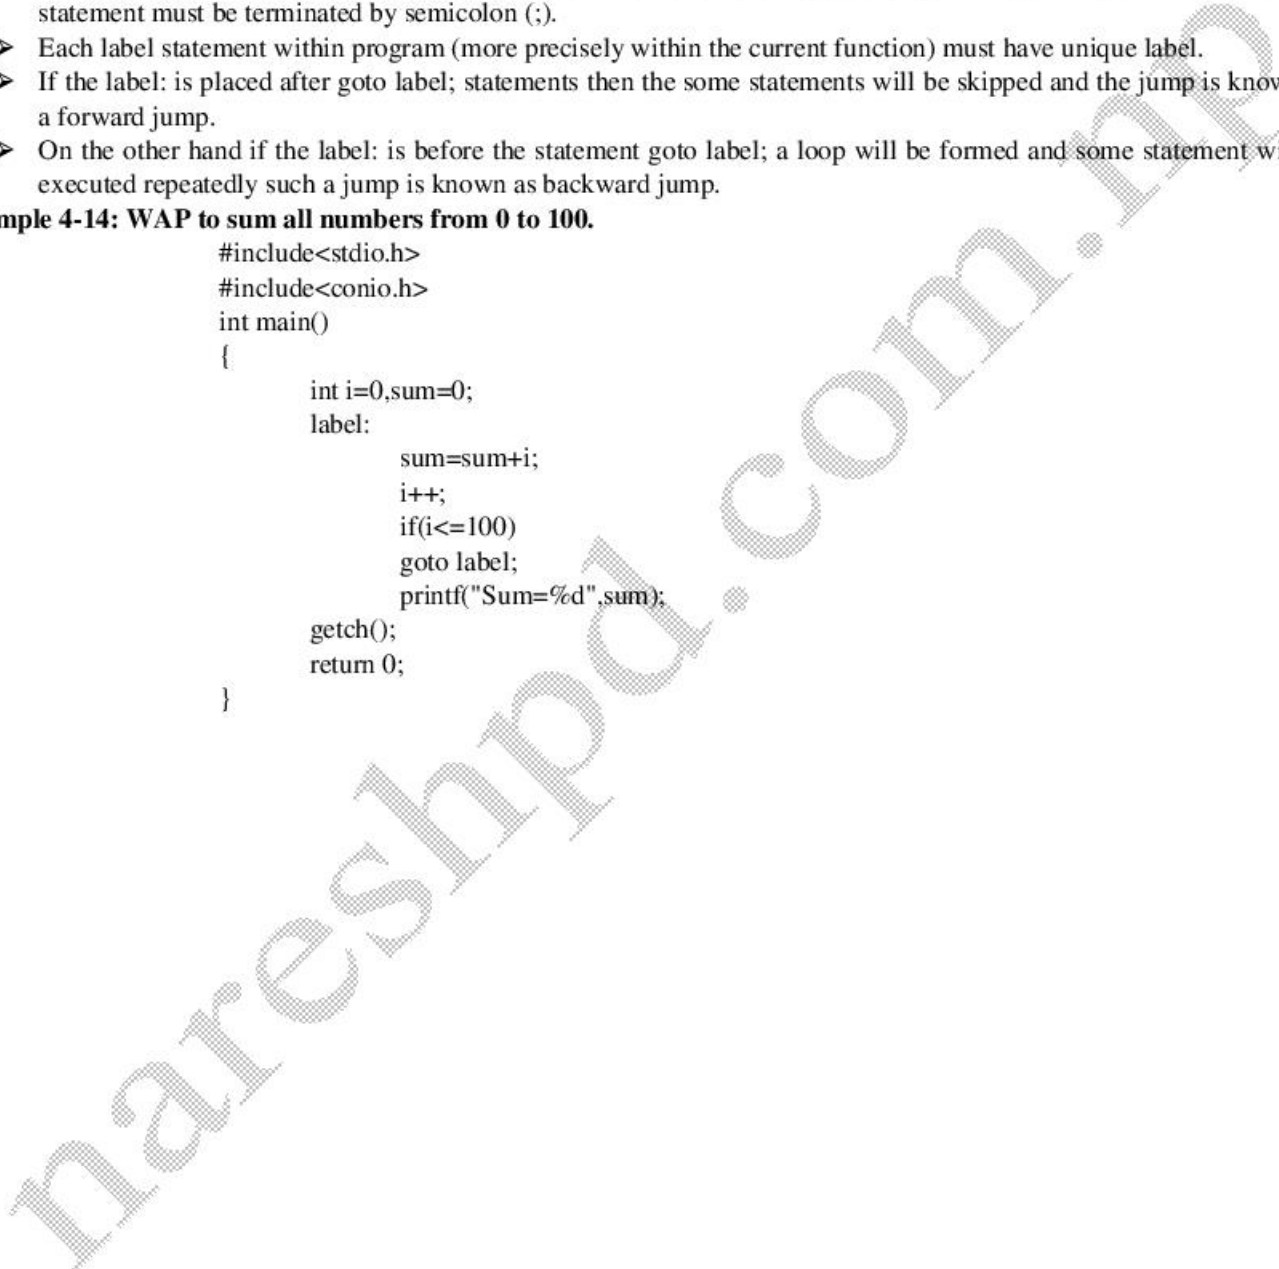 statement must be terminated by semicolon (;).
➢ Each label statement within program (more precisely within the current function) must have unique label.
➢ If the label: is placed after goto label; statements then the some statements will be skipped and the jump is know
a forward jump.
➢ On the other hand if the label: is before the statement goto label; a loop will be formed and some statement wi
executed repeatedly such a jump is known as backward jump.
mple 4-14: WAP to sum all numbers from 0 to 100.
#include<stdio.h>
#include<conio.h>
int main()
{
int i=0,sum=0;
label:
sum=sum+i;
i++;
if(i<=100)
goto label;
printf("Sum=%d",sum);
getch();
return 0;
}
nareshpd.com.np